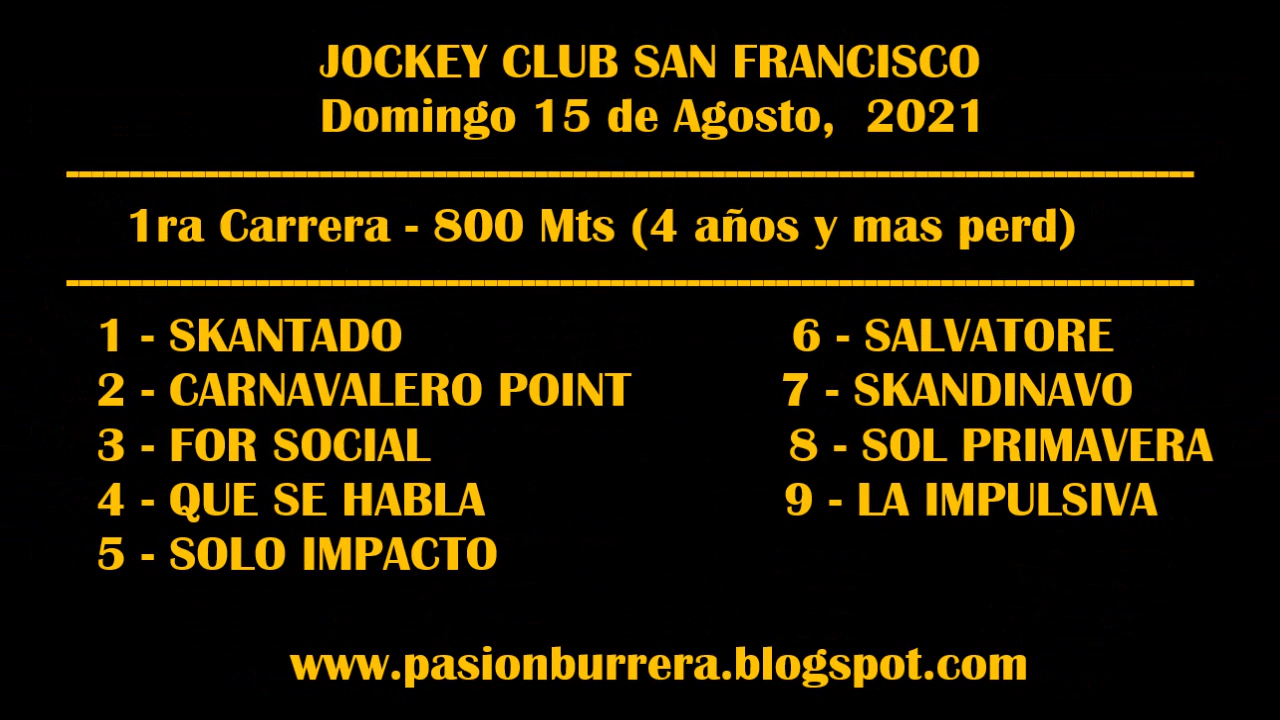 JOCKEY CLUB SAN FRANCISCO
Domingo 15 de Agosto, 2021
--------------------------------------------------------------------------------
1ra Carrera - 800 Mts (4 años y mas perd)
--------------------------------------------------------------------------------
1 - SKANTADO
2 - CARNAVALERO POINT
3 - FOR SOCIAL
4 - QUE SE HABLA
5 - SOLO IMPACTO
6 - SALVATORE
7 - SKANDINAVO
8 - SOL PRIMAVERA
9 - LA IMPULSIVA
www.pasionburrera.blogspot.com